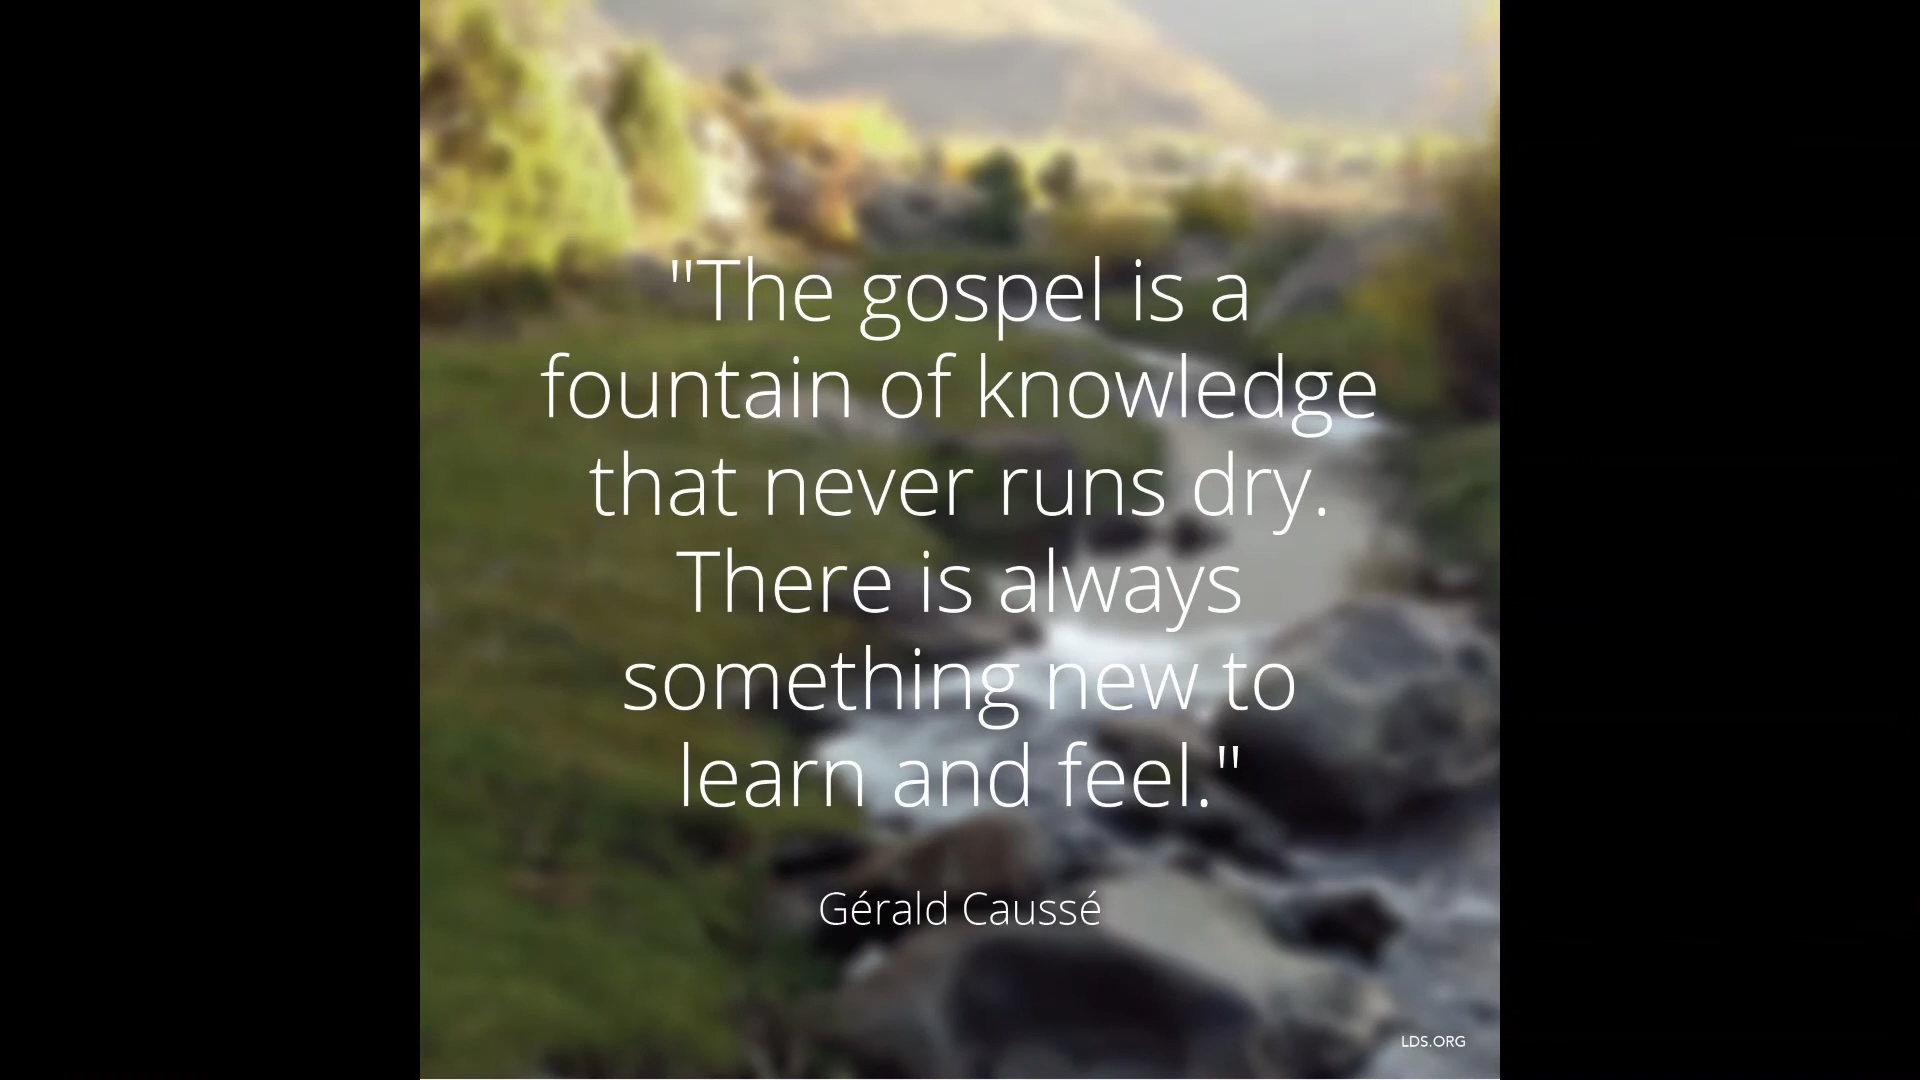 "The gospel is a
fountain of knowledge
that never runs dry.
There is always
something new to
learn and feel."
Gérald Caussé
LDS.ORG